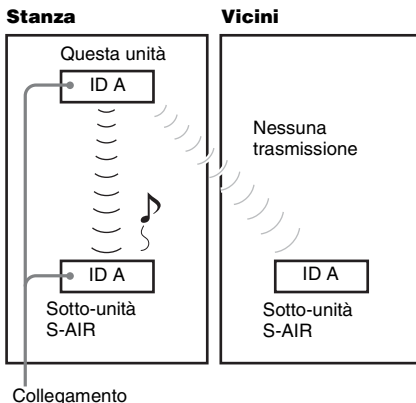 Stanza
Questa unità
ID A
ID A
Sotto-unità
S-AIR
Collegamento
Vicini
Nessuna
trasmissione
ID A
Sotto-unità
S-AIR